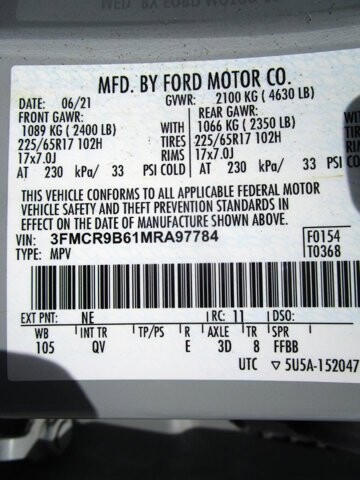 MFD. BY FORD MOTOR CO.
DATE: 06/21 GVWR: 2100 KG ( 4630 LB)
FRONT GAWR: REAR GAWR:
1089 KG ( 2400 LB) WITH 1066 KG ( 2350 LB)
225/65R17 102H TIRES 225/65R17 102H
17x7.0J RIMS 17x7.0J
AT 230 kPa/ 33 PSI COLD AT 230 kPa/ 33 PSI COLD
THIS VEHICLE CONFORMS TO ALL APPLICABLE FEDERAL MOTOR
VEHICLE SAFETY AND THEFT PREVENTION STANDARDS IN
EFFECT ON THE DATE OF MANUFACTURE SHOWN ABOVE.
VIN: 3FMCR9B61MRA97784 F0154
TYPE: MPV T0368
EXT PNT: NE RC: 11 DSO:
WB INT TR TP/PS R AXLE TR SPR
105 QV E 3D 8 FFBB
UTC ▽ 5U5A-152047